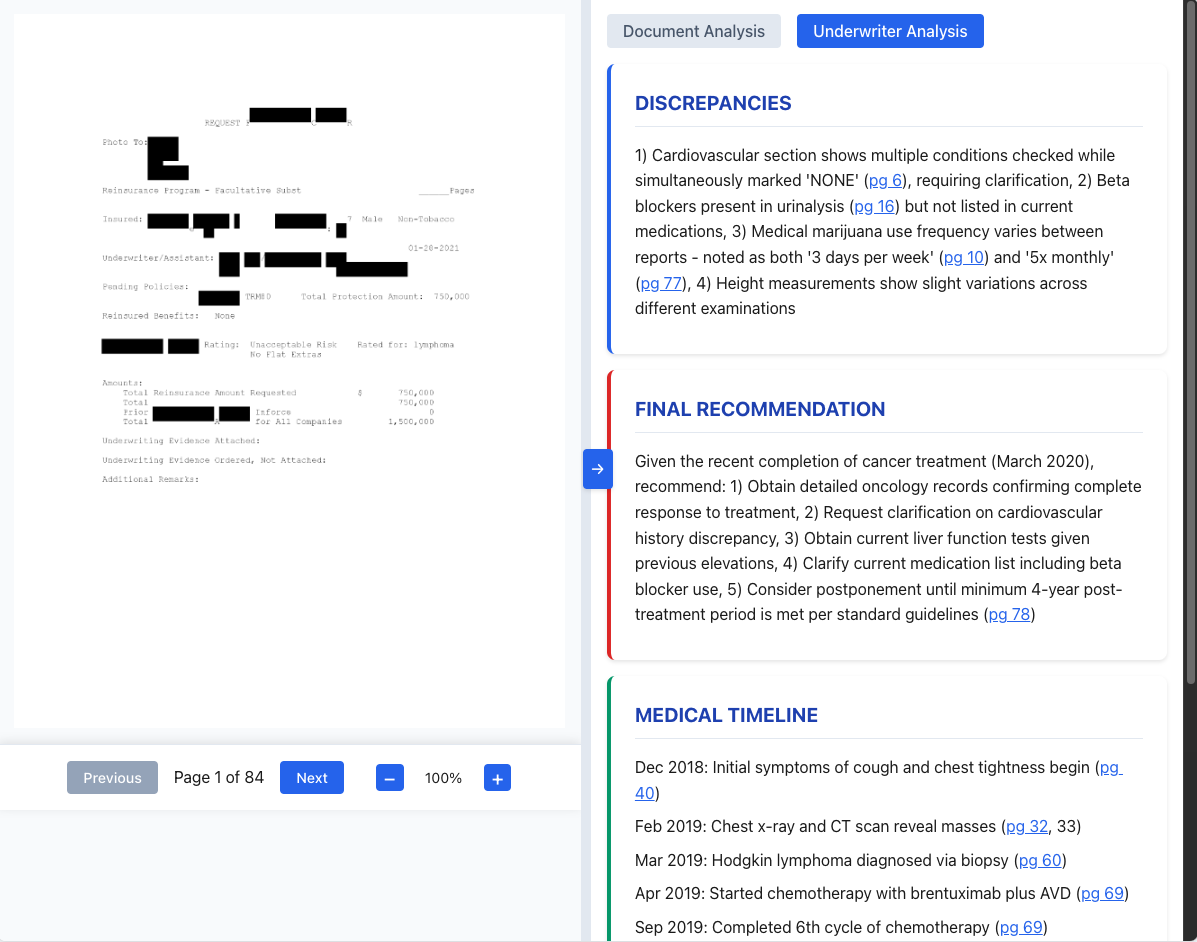 REQUEST
Photo To:
Reinsurance Program - Facultative Subst ______Pages
Insured: 7 Male Non-Tobacco
01-28-2021
Underwriter/Assistant:
Pending Policies:
TRM80 Total Protection Amount: 750,000
Reinsured Benefits: None
Rating: Unacceptable Risk Rated for: lymphoma
No Flat Extras
Amounts:
Total Reinsurance Amount Requested $ 750,000
Total 750,000
Prior Inforce 0
Total for All Companies 1,500,000
Underwriting Evidence Attached:
Underwriting Evidence Ordered, Not Attached:
Additional Remarks:
Previous
Page 1 of 84
Next
−
100%
+
→
Document Analysis
Underwriter Analysis
DISCREPANCIES
1) Cardiovascular section shows multiple conditions checked while
simultaneously marked 'NONE' (pg 6), requiring clarification, 2) Beta
blockers present in urinalysis (pg 16) but not listed in current
medications, 3) Medical marijuana use frequency varies between
reports - noted as both '3 days per week' (pg 10) and '5x monthly'
(pg 77), 4) Height measurements show slight variations across
different examinations
FINAL RECOMMENDATION
Given the recent completion of cancer treatment (March 2020),
recommend: 1) Obtain detailed oncology records confirming complete
response to treatment, 2) Request clarification on cardiovascular
history discrepancy, 3) Obtain current liver function tests given
previous elevations, 4) Clarify current medication list including beta
blocker use, 5) Consider postponement until minimum 4-year post-
treatment period is met per standard guidelines (pg 78)
MEDICAL TIMELINE
Dec 2018: Initial symptoms of cough and chest tightness begin (pg
40)
Feb 2019: Chest x-ray and CT scan reveal masses (pg 32, 33)
Mar 2019: Hodgkin lymphoma diagnosed via biopsy (pg 60)
Apr 2019: Started chemotherapy with brentuximab plus AVD (pg 69)
Sep 2019: Completed 6th cycle of chemotherapy (pg 69)